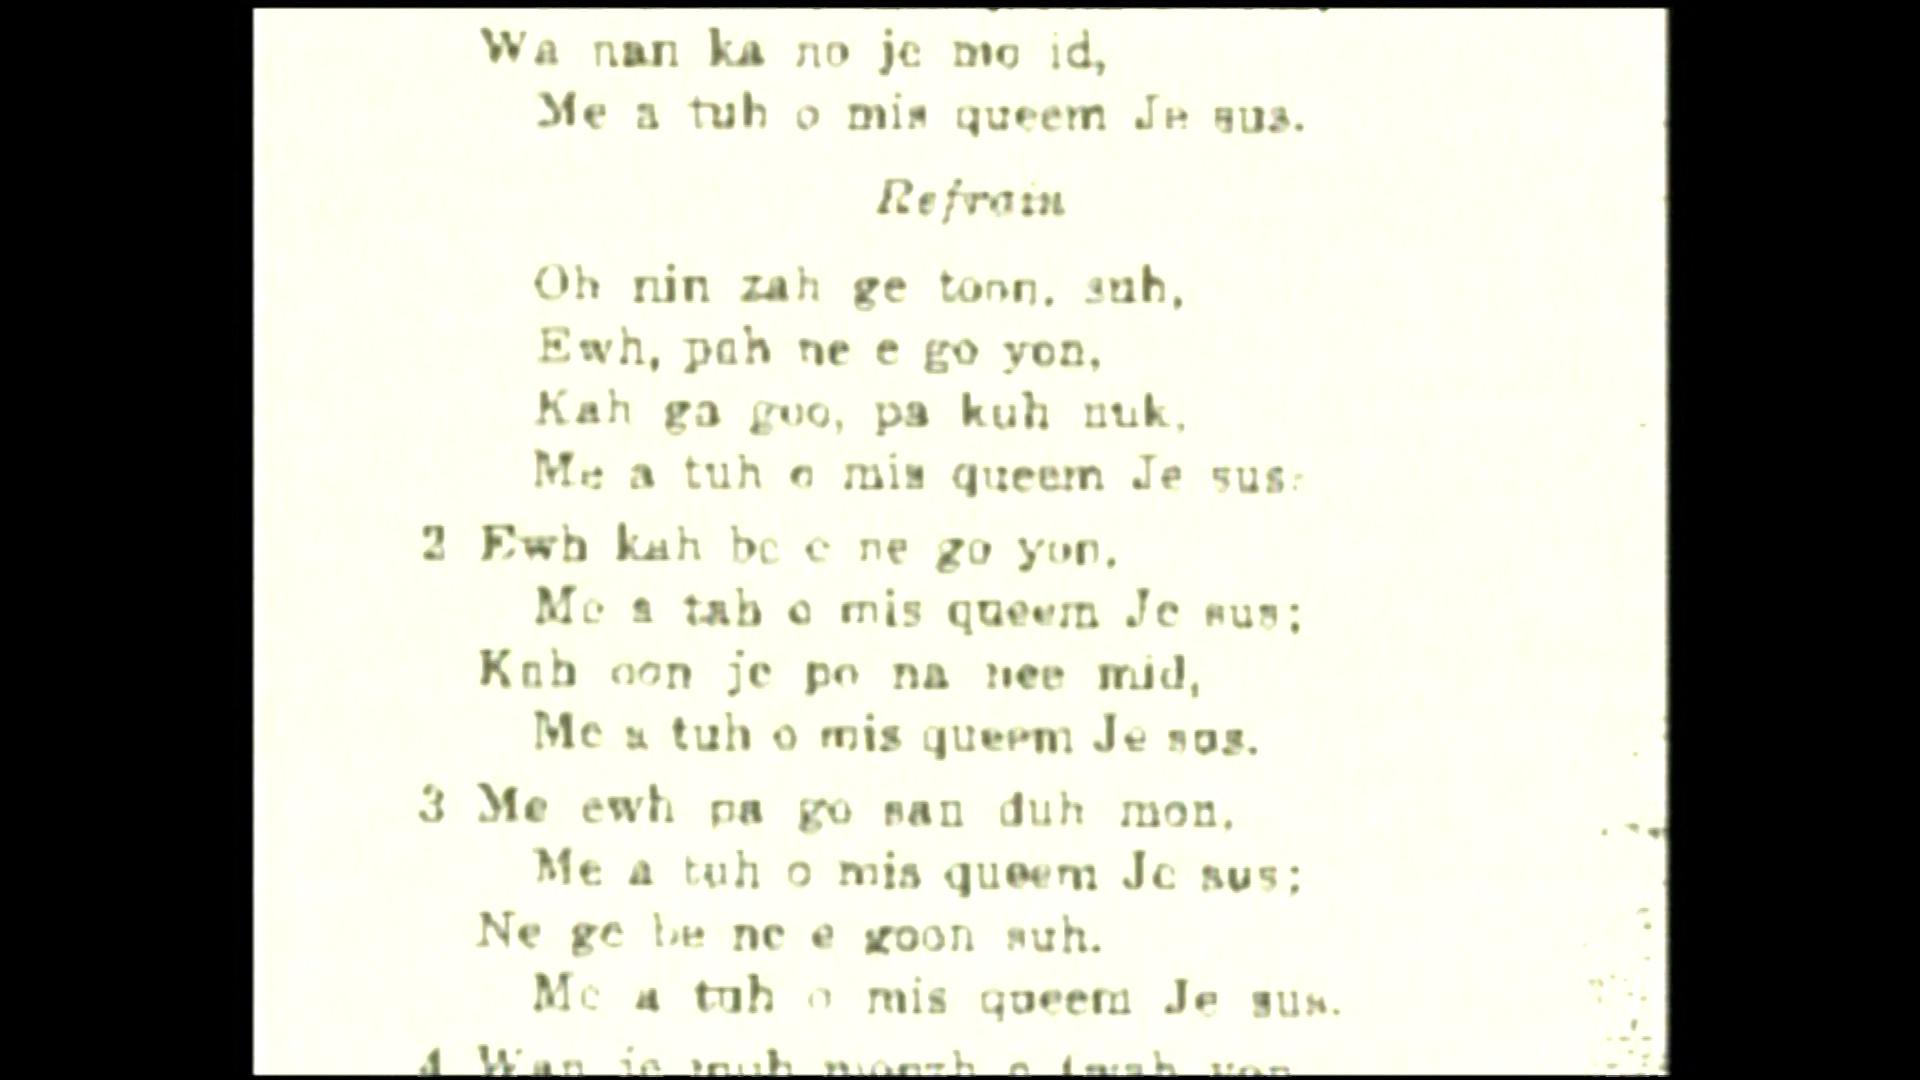 Wa nan ka no je mo id,
Me a tuh o mis queem Je sus.
Refrain
Oh nin zah ge toon, suh,
Ewh, pah ne e go yon,
Kah ga goo, pa kuh nuk,
Me a tuh o mis queem Je sus:
2 Ewh kah be e ne go yon,
Me a tah o mis queem Je sus;
Kah oon je po na nee mid,
Me a tuh o mis queem Je sus.
3 Me ewh pa go san duh mon,
Me a tuh o mis queem Je sus;
Ne ge be ne e goon suh.
Me a tuh o mis queem Je sus.
4 Wan je